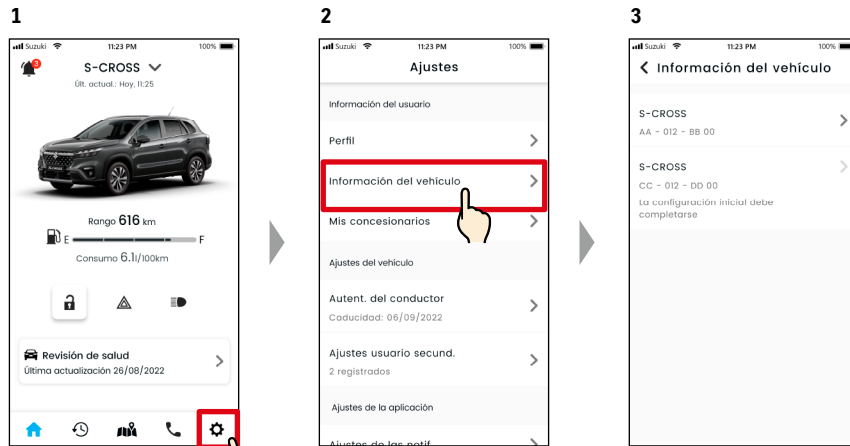 1
Suzuki 11:23 PM 100%
3
S-CROSS
Últ. actual.: Hoy, 11:25
Rango 616 km
E F
Consumo 6.1l/100km
Revisión de salud
Última actualización 26/08/2022
2
Suzuki 11:23 PM 100%
Ajustes
Información del usuario
Perfil
Información del vehículo
Mis concesionarios
Ajustes del vehículo
Autent. del conductor
Caducidad: 06/09/2022
Ajustes usuario secund.
2 registrados
Ajustes de la aplicación
Ajustes de las notif.
3
Suzuki 11:23 PM 100%
Información del vehículo
S-CROSS
AA - 012 - BB 00
S-CROSS
CC - 012 - DD 00
La configuración inicial debe
completarse